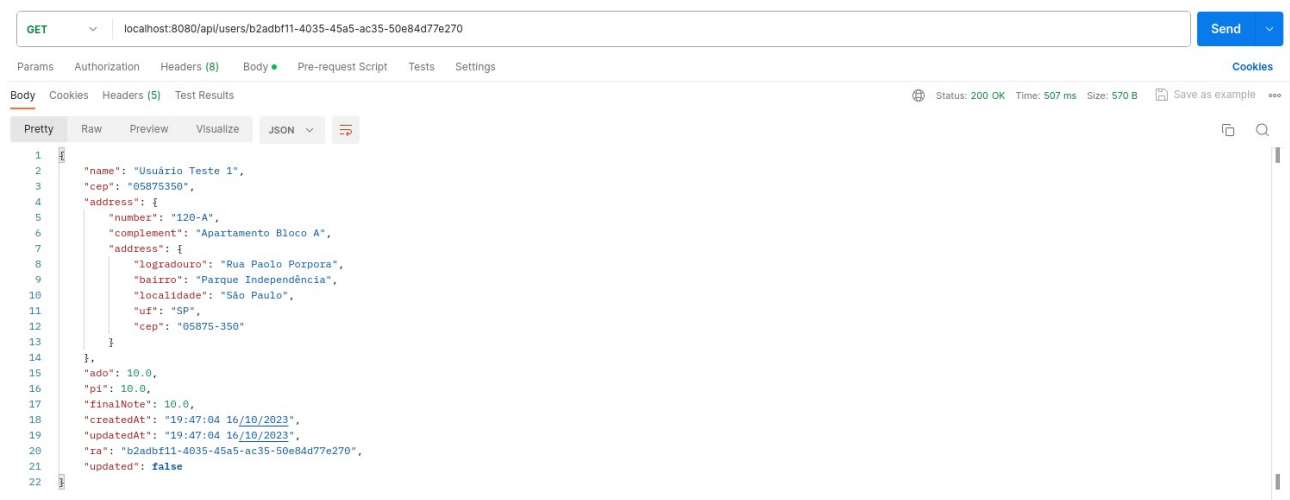 GET localhost:8080/api/users/b2adbf11-4035-45a5-ac35-50e84d77e270 Send
Params Authorization Headers (8) Body Pre-request Script Tests Settings Cookies
Body Cookies Headers (5) Test Results Status: 200 OK Time: 507 ms Size: 570 B Save as example
Pretty Raw Preview Visualize JSON
1 {
2 "name": "Usuário Teste 1",
3 "cep": "05875350",
4 "address": {
5 "number": "120-A",
6 "complement": "Apartamento Bloco A",
7 "address": {
8 "logradouro": "Rua Paolo Porpora",
9 "bairro": "Parque Independência",
10 "localidade": "São Paulo",
11 "uf": "SP",
12 "cep": "05875-350"
13 }
14 },
15 "ado": 10.0,
16 "pi": 10.0,
17 "finalNote": 10.0,
18 "createdAt": "19:47:04 16/10/2023",
19 "updatedAt": "19:47:04 16/10/2023",
20 "ra": "b2adbf11-4035-45a5-ac35-50e84d77e270",
21 "updated": false
22 }